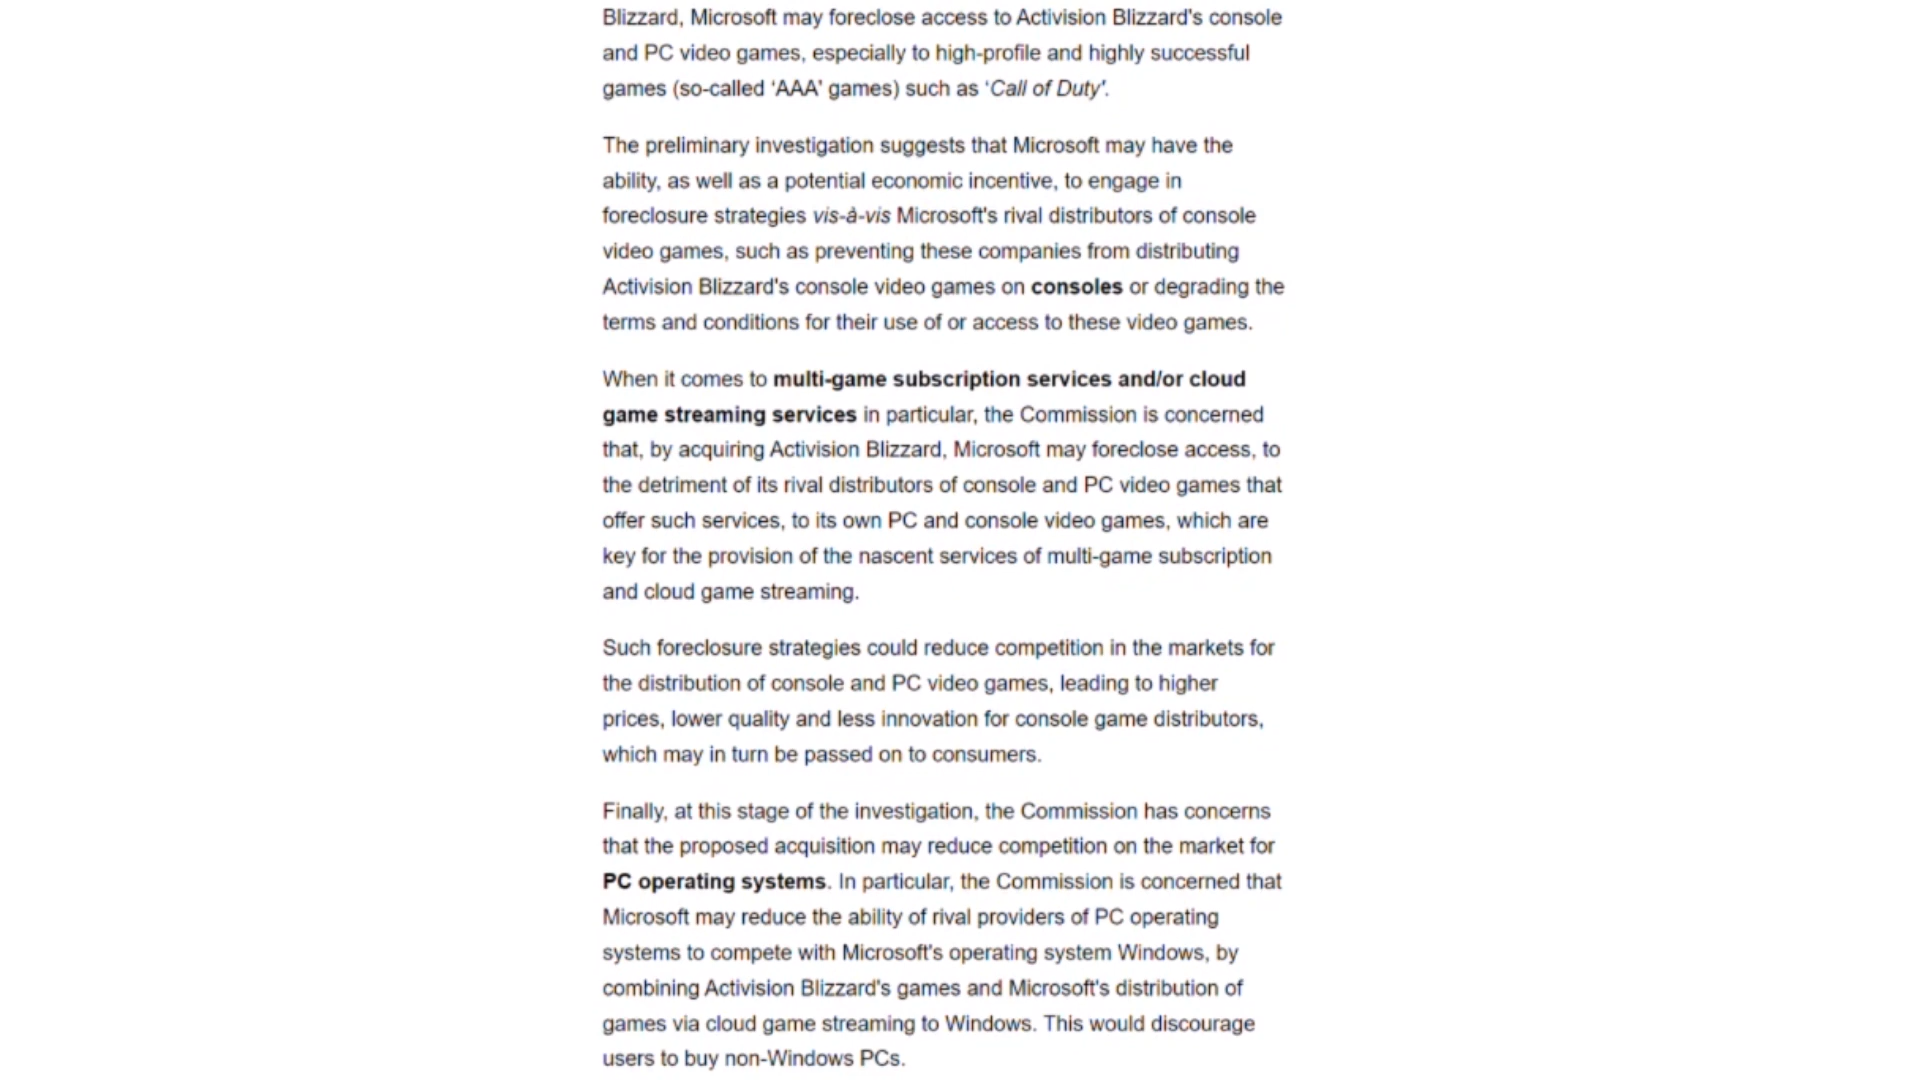 Blizzard, Microsoft may foreclose access to Activision Blizzard's console
and PC video games, especially to high-profile and highly successful
games (so-called ‘AAA' games) such as ‘Call of Duty'.
The preliminary investigation suggests that Microsoft may have the
ability, as well as a potential economic incentive, to engage in
foreclosure strategies vis-à-vis Microsoft's rival distributors of console
video games, such as preventing these companies from distributing
Activision Blizzard's console video games on consoles or degrading the
terms and conditions for their use of or access to these video games.
When it comes to multi-game subscription services and/or cloud
game streaming services in particular, the Commission is concerned
that, by acquiring Activision Blizzard, Microsoft may foreclose access, to
the detriment of its rival distributors of console and PC video games that
offer such services, to its own PC and console video games, which are
key for the provision of the nascent services of multi-game subscription
and cloud game streaming.
Such foreclosure strategies could reduce competition in the markets for
the distribution of console and PC video games, leading to higher
prices, lower quality and less innovation for console game distributors,
which may in turn be passed on to consumers.
Finally, at this stage of the investigation, the Commission has concerns
that the proposed acquisition may reduce competition on the market for
PC operating systems. In particular, the Commission is concerned that
Microsoft may reduce the ability of rival providers of PC operating
systems to compete with Microsoft's operating system Windows, by
combining Activision Blizzard's games and Microsoft's distribution of
games via cloud game streaming to Windows. This would discourage
users to buy non-Windows PCs.